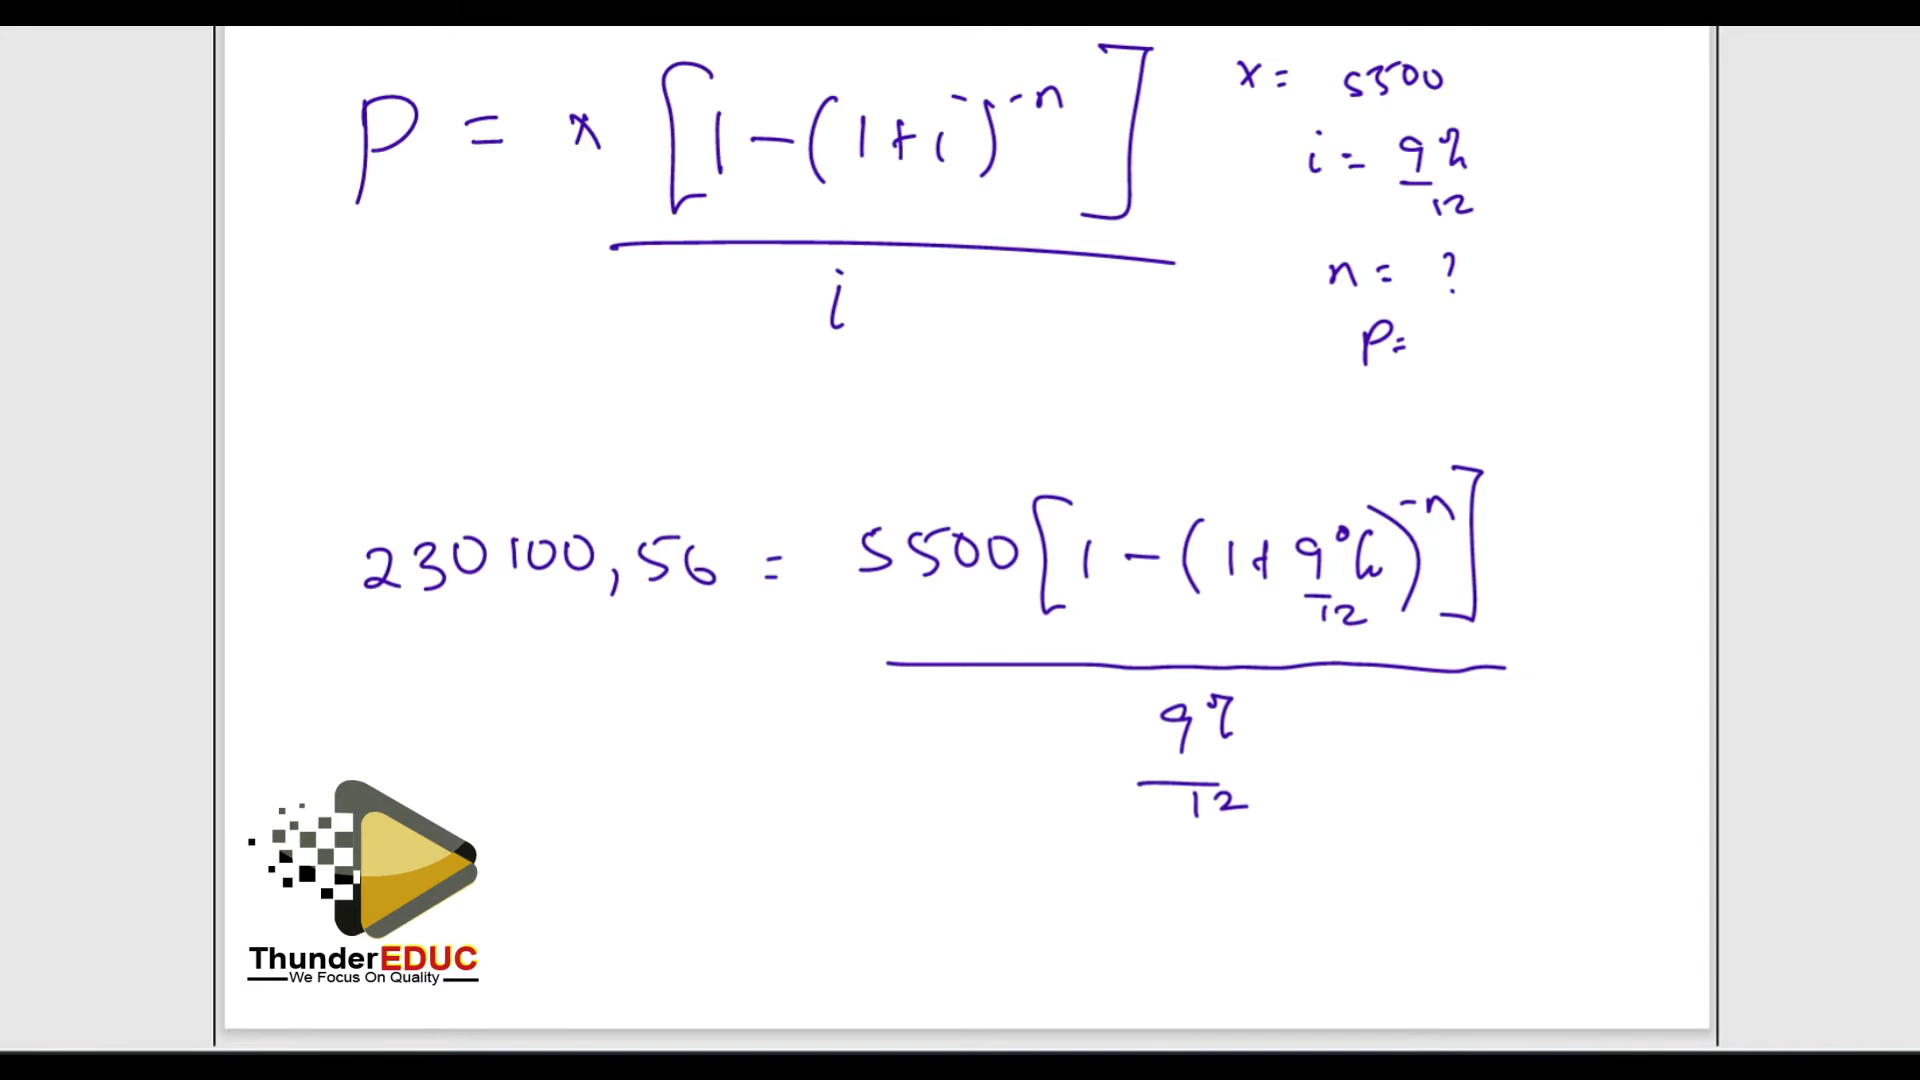 P = x [1-(1+i)^-n]
i
x = 5500
i = 9%/12
n = ?
P=
230100,56 = 5500[1-(1+9%/12)^-n]
9%
12
ThunderEDUC
We Focus On Quality